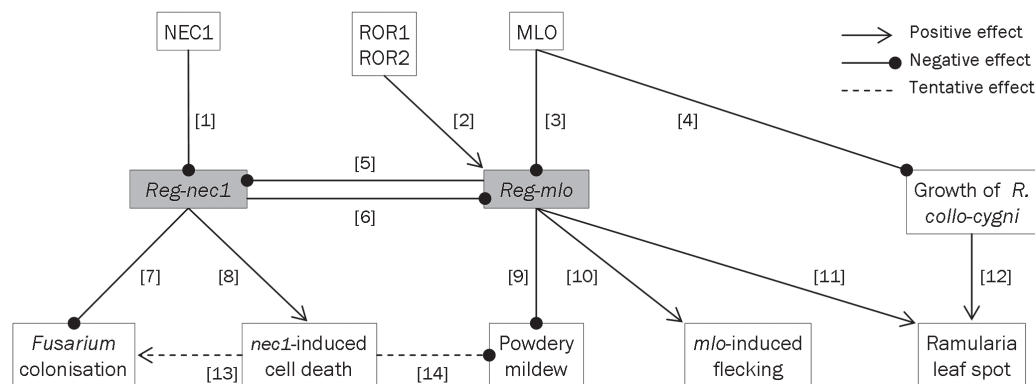 NEC1
ROR1
ROR2
MLO
Positive effect
Negative effect
Tentative effect
[1]
[2]
[3]
[4]
[5]
Reg-nec1
Reg-mlo
[6]
Growth of R.
collo-cygni
[7]
[8]
[9]
[10]
[11]
[12]
Fusarium
colonisation
nec1-induced
cell death
Powdery
mildew
mlo-induced
flecking
Ramularia
leaf spot
[13]
[14]